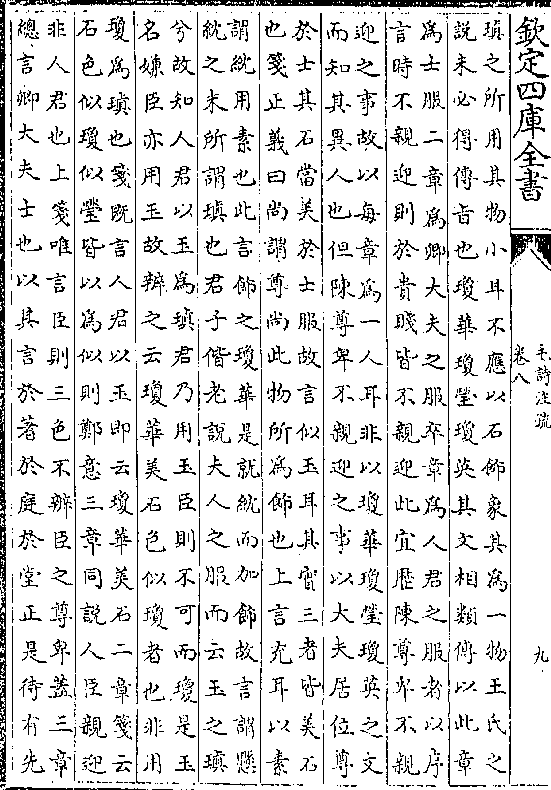 欽定四庫全書
毛詩注疏
卷八
九
瑱之所用其物小耳不應以石飾象其為一物王氏之
說未必得傳旨也瓊華瓊瑩瓊英其文相類傳以此章
為士服二章為卿大夫之服卒章為人君之服者以序
言時不親迎則於貴賤皆不親迎此宜歷陳尊卑不親
迎之事故以每章為一人耳非以瓊華瓊瑩瓊英之文
而知其異人也但陳尊卑不親迎之事以大夫居位尊
於士其石當美於士服故言似玉耳其實三者皆美石
也箋正義曰尚謂尊尚此物所為飾也上言充耳以素
謂紞用素也此言飾之瓊華是就紞而加飾故言謂懸
紞之末所謂瑱也君子偕老說夫人之服而云玉之瑱
兮故知人君以玉為瑱君乃用玉臣則不可而瓊是玉
名嫌臣亦用玉故辨之云瓊華美石色似瓊者也非用
瓊為瑱也箋既言人君以玉即云瓊華美石二章箋云
石色似瓊似瑩皆以為似則鄭意三章同說人臣親迎
非人君也上箋唯言臣則三色不辨臣之尊卑蓋三章
總言卿大夫士也以其言於著於庭於堂正是待有先